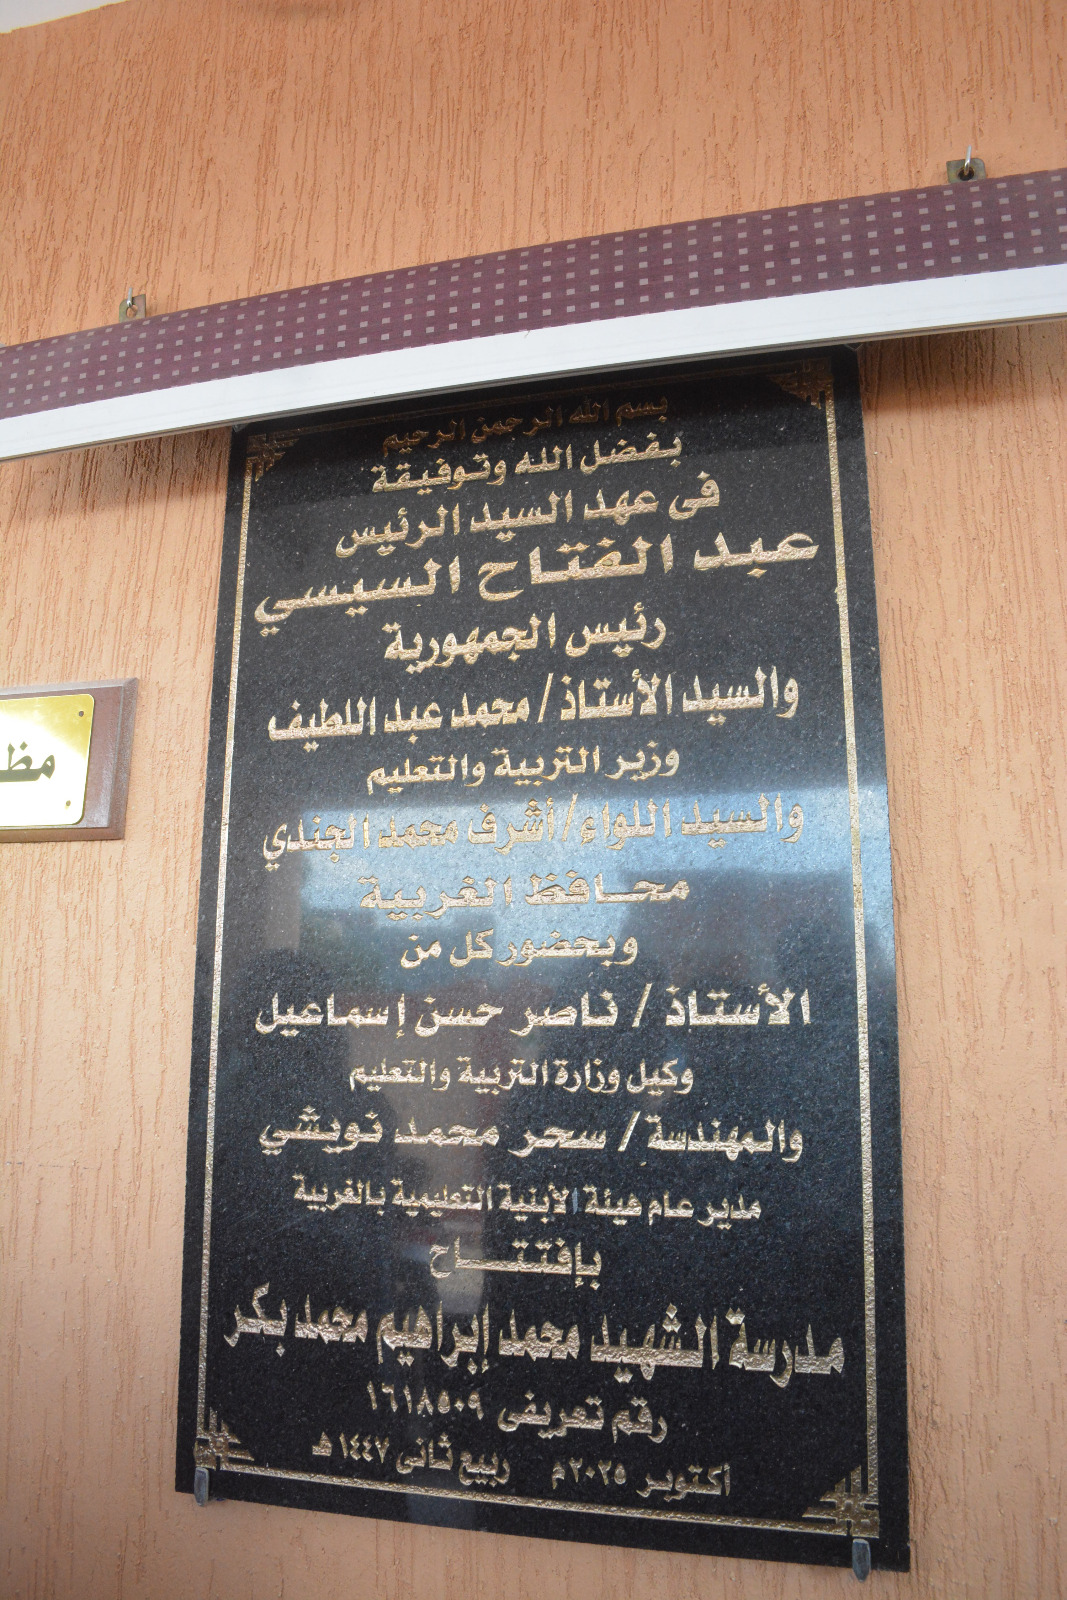 بسم الله الرحمن الرحيم
بفضل الله وتوفيقة
فى عهد السيد الرئيس
عبد الفتاح السيسي
رئيس الجمهورية
والسيد الأستاذ/ محمد عبد اللطيف
وزير التربية والتعليم
والسيد اللواء/ أشرف محمد الجندي
محافظ الغربية
وبحضور كل من
الأستاذ / ناصر حسن إسماعيل
وكيل وزارة التربية والتعليم
والمهندسة / سحر محمد نويشي
مدير عام هيئة الأبنية التعليمية بالغربية
بإفتتاح
مدرسة الشهيد محمد إبراهيم محمد بكر
رقم تعريفى ١٦١٨٥٠٩
أكتوبر ٢٠٢٥ م ربيع ثانى ١٤٤٧ هـ